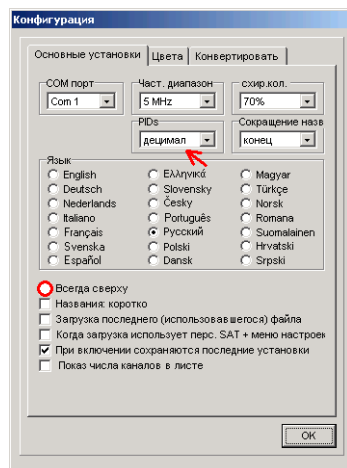 Конфигурация
Основные установки Цвета Конвертировать
COM порт Част. диапазон схир.кол.
Com 1 5 MHz 70%
PIDs Сокращение назв
децимал конец
Язык
English Ελληνικά Magyar
Deutsch Slovensky Türkçe
Nederlands Česky Norsk
Italiano Português Romana
Français Русский Suomalainen
Svenska Polski Hrvatski
Español Dansk Srpski
Всегда сверху
Названия: коротко
Загрузка последнего (использовавшегося) файла
Когда загрузка использует перс. SAT + меню настроек
При включении сохраняются последние установки
Показ числа каналов в листе
OK